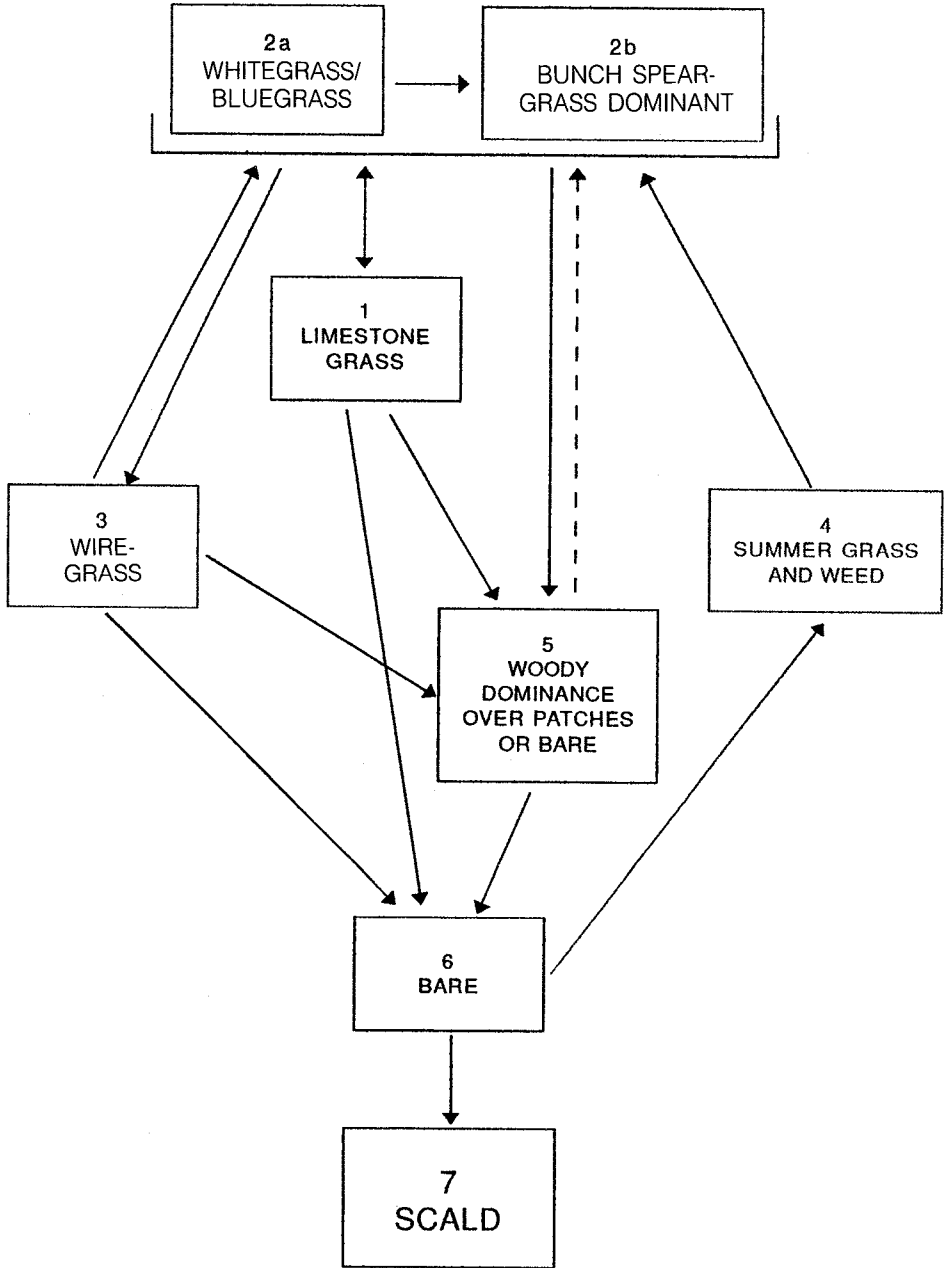 2a
WHITEGRASS/
BLUEGRASS
2b
BUNCH SPEAR-
GRASS DOMINANT
1
LIMESTONE
GRASS
3
WIRE-
GRASS
4
SUMMER GRASS
AND WEED
5
WOODY
DOMINANCE
OVER PATCHES
OR BARE
6
BARE
7
SCALD